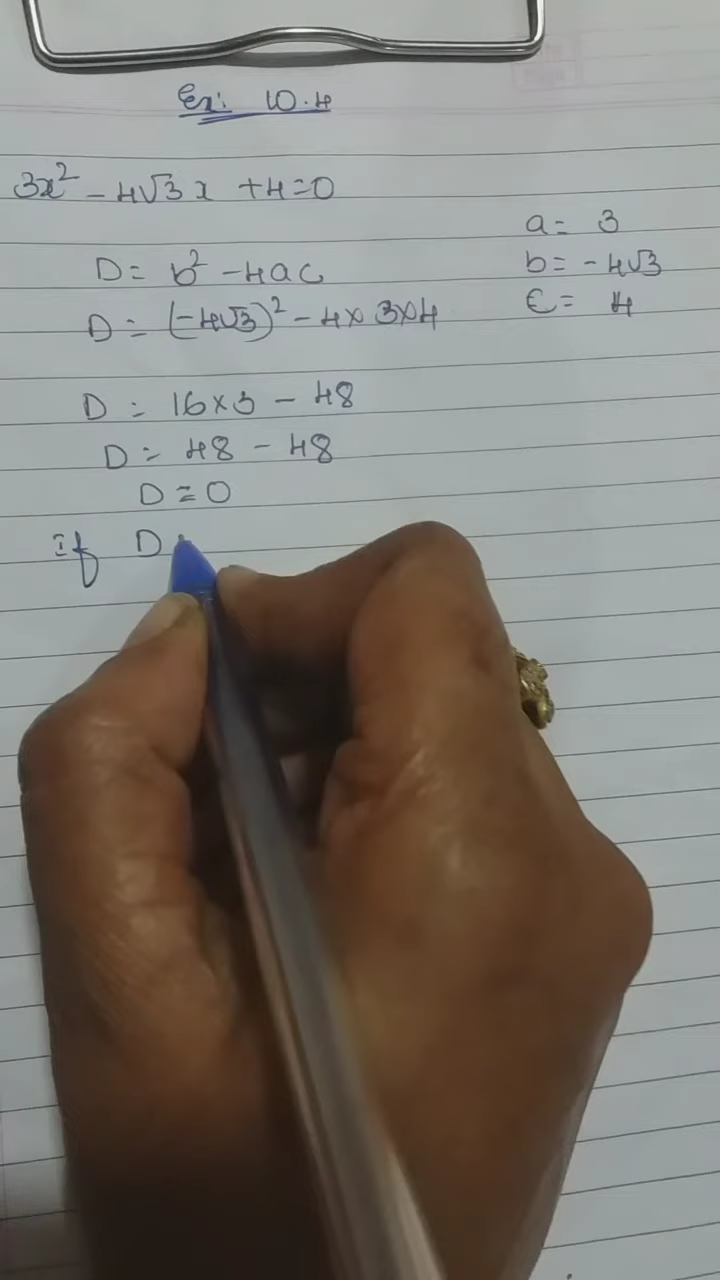 Ex: 10.4
3x² - 4√3 x + 4 = 0
a = 3
D = b² - 4ac
b = -4√3
D = (-4√3)² - 4 × 3 × 4
c = 4
D = 16 × 3 - 48
D = 48 - 48
D = 0
If D